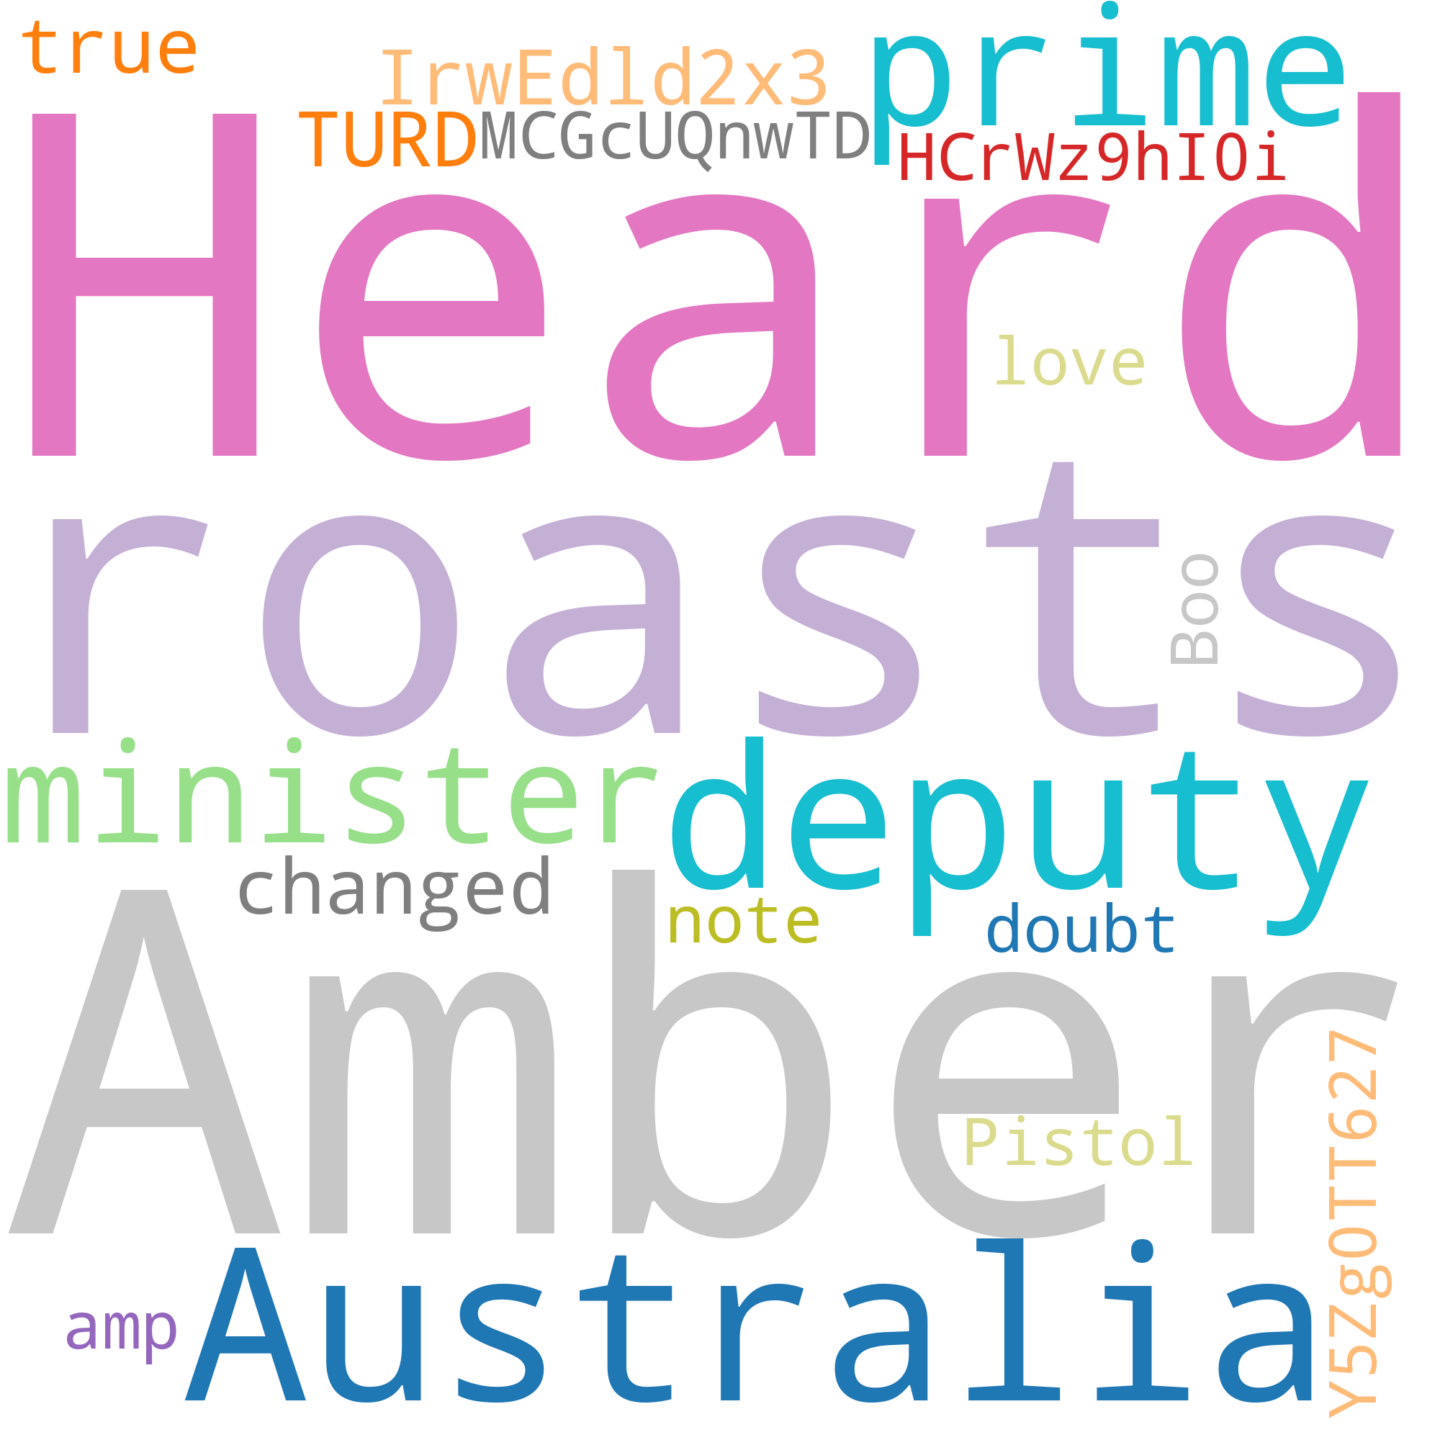 true
IrwEdld2x3
prime
TURD
MCGcUQnwTD
HCrWz9hI0i
Heard
love
roasts
Boo
minister
deputy
changed
note
doubt
Amber
Pistol
Y5Zg0TT627
Australia
amp